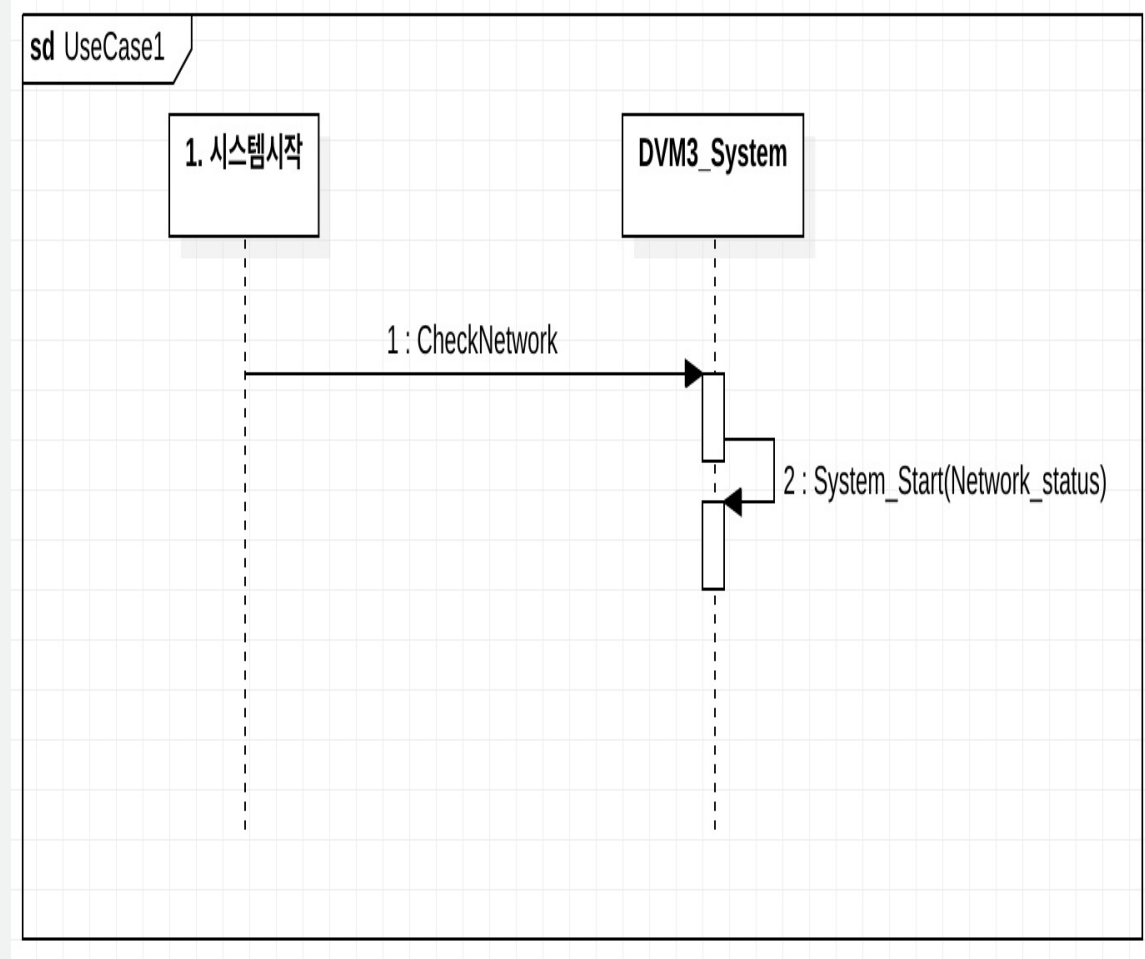 sd UseCase1
1. 시스템시작
DVM3_System
1 : CheckNetwork
2 : System_Start(Network_status)